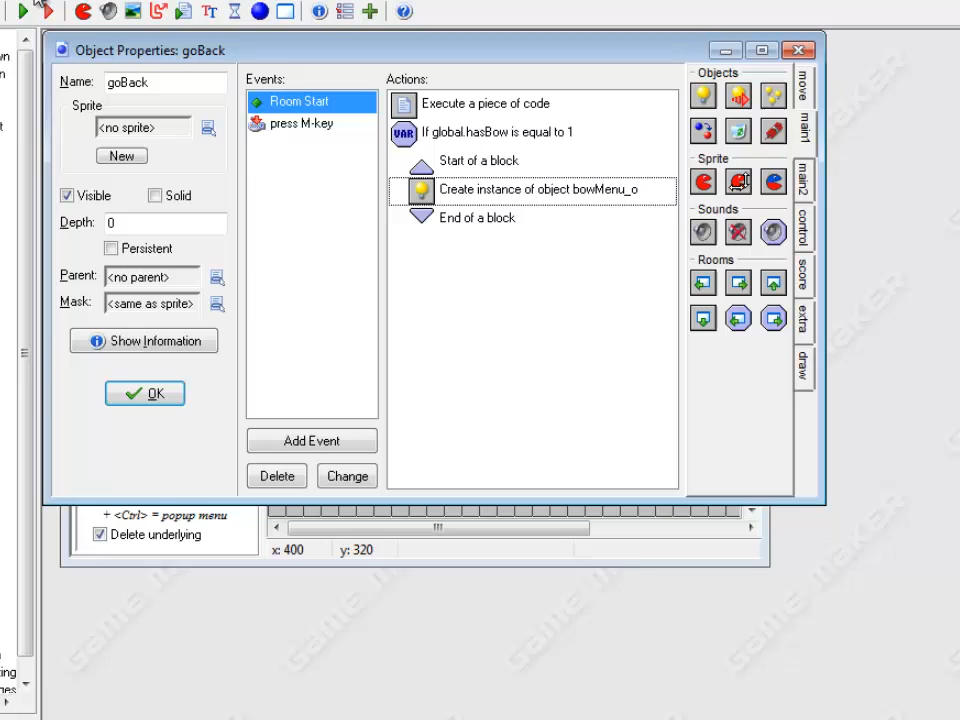 Object Properties: goBack
Name: goBack
Sprite
<no sprite>
New
Visible
Solid
Depth: 0
Persistent
Parent: <no parent>
Mask: <same as sprite>
Show Information
OK
Events:
Room Start
press M-key
Add Event
Delete
Change
Actions:
Execute a piece of code
VAR If global.hasBow is equal to 1
Start of a block
Create instance of object bowMenu_o
End of a block
Objects
Sprite
Sounds
Rooms
move
main1
main2
control
score
extra
draw
+ <Ctrl> = popup menu
Delete underlying
x: 400
y: 320